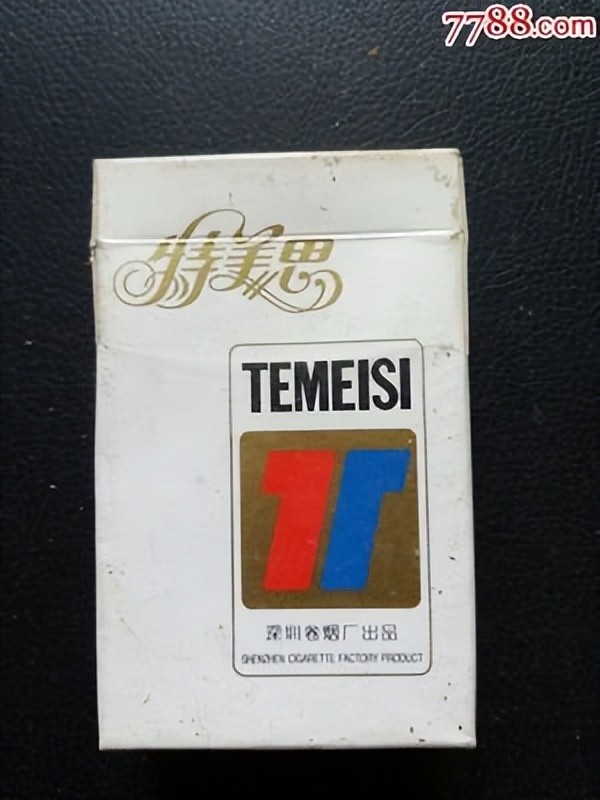 7788.com
特美思
TEMEISI
深圳卷烟厂出品
SHENZHEN CIGARETTE FACTORY PRODUCT